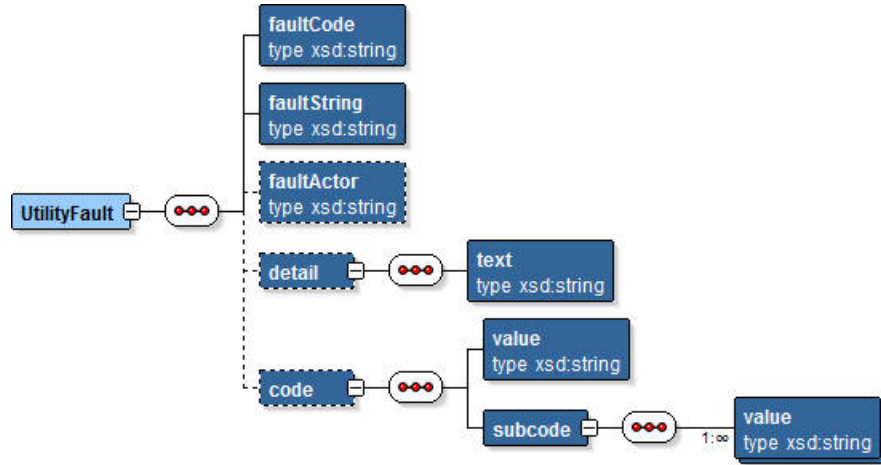 faultCode
type xsd:string
faultString
type xsd:string
faultActor
type xsd:string
UtilityFault
detail
text
type xsd:string
code
value
type xsd:string
subcode
1:∞
value
type xsd:string